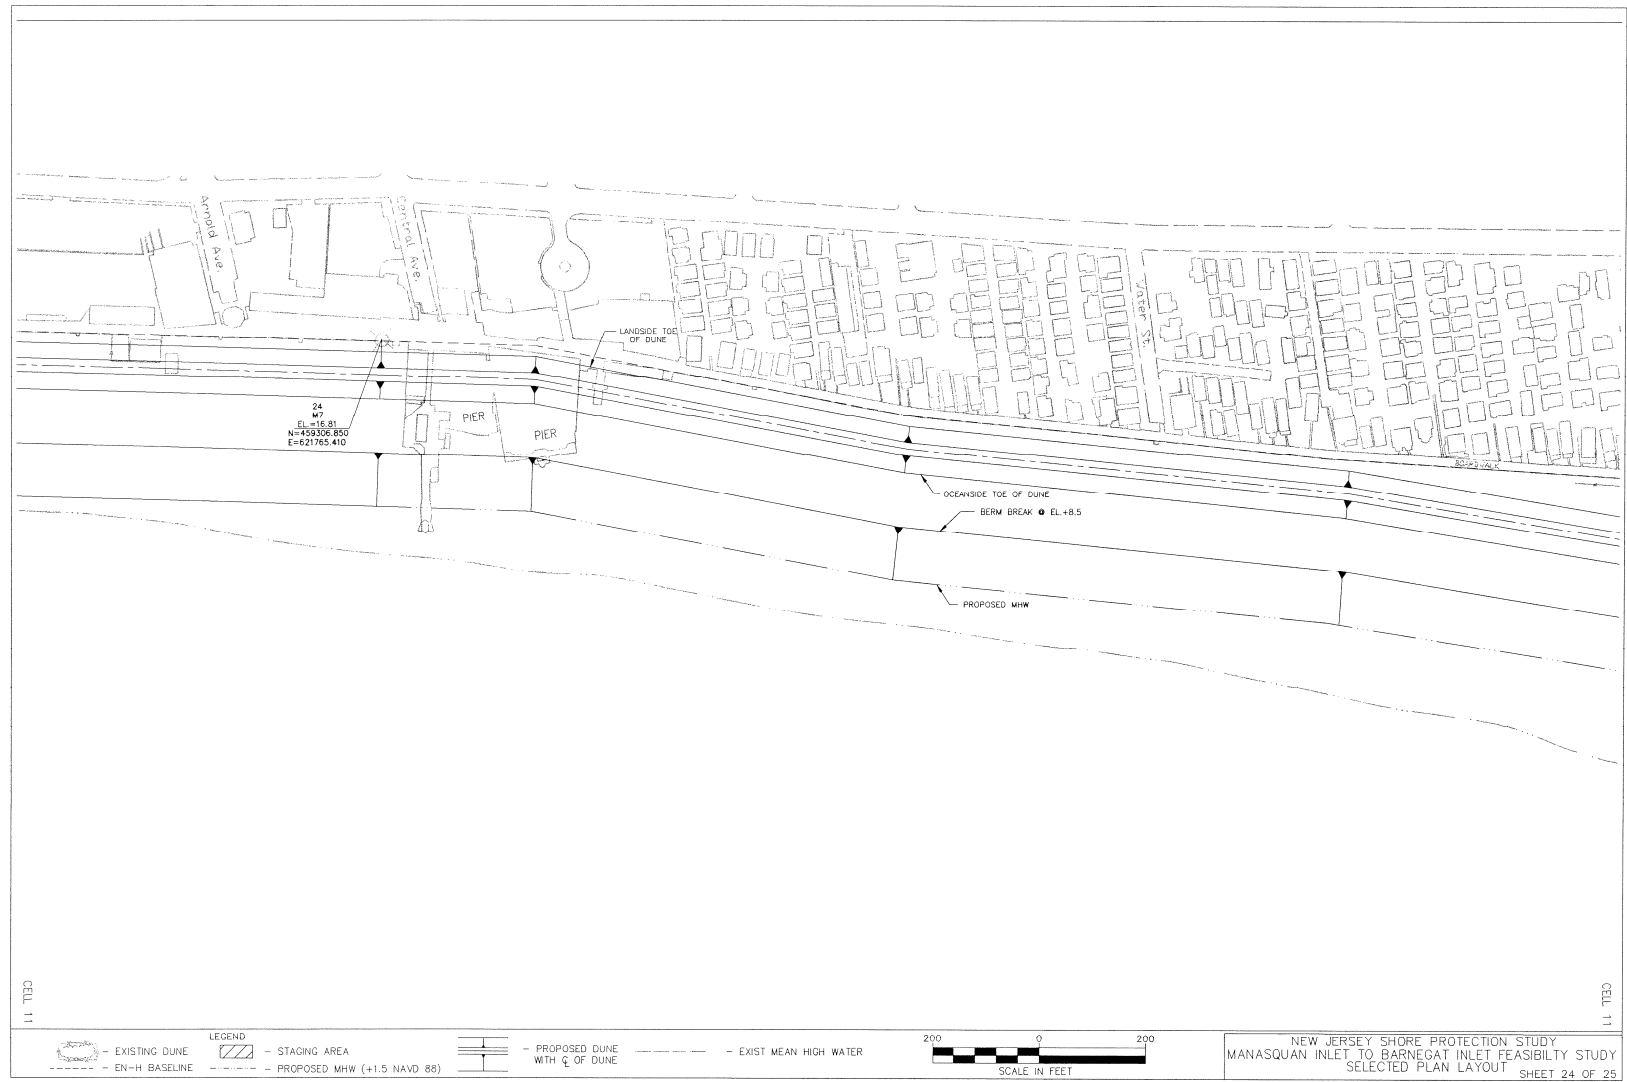 Arnold Ave.
Central Ave.
Water St.
LANDSIDE TOE
OF DUNE
24
M7
EL.=16.81
N=459306.850
E=621765.410
PIER
PIER
BOARDWALK
OCEANSIDE TOE OF DUNE
BERM BREAK @ EL.+8.5
PROPOSED MHW
CELL 11
CELL 11
LEGEND
- EXISTING DUNE
- STAGING AREA
- PROPOSED DUNE
WITH ℄ OF DUNE
- EXIST MEAN HIGH WATER
- EN-H BASELINE
- PROPOSED MHW (+1.5 NAVD 88)
200 0 200
SCALE IN FEET
NEW JERSEY SHORE PROTECTION STUDY
MANASQUAN INLET TO BARNEGAT INLET FEASIBILTY STUDY
SELECTED PLAN LAYOUT
SHEET 24 OF 25